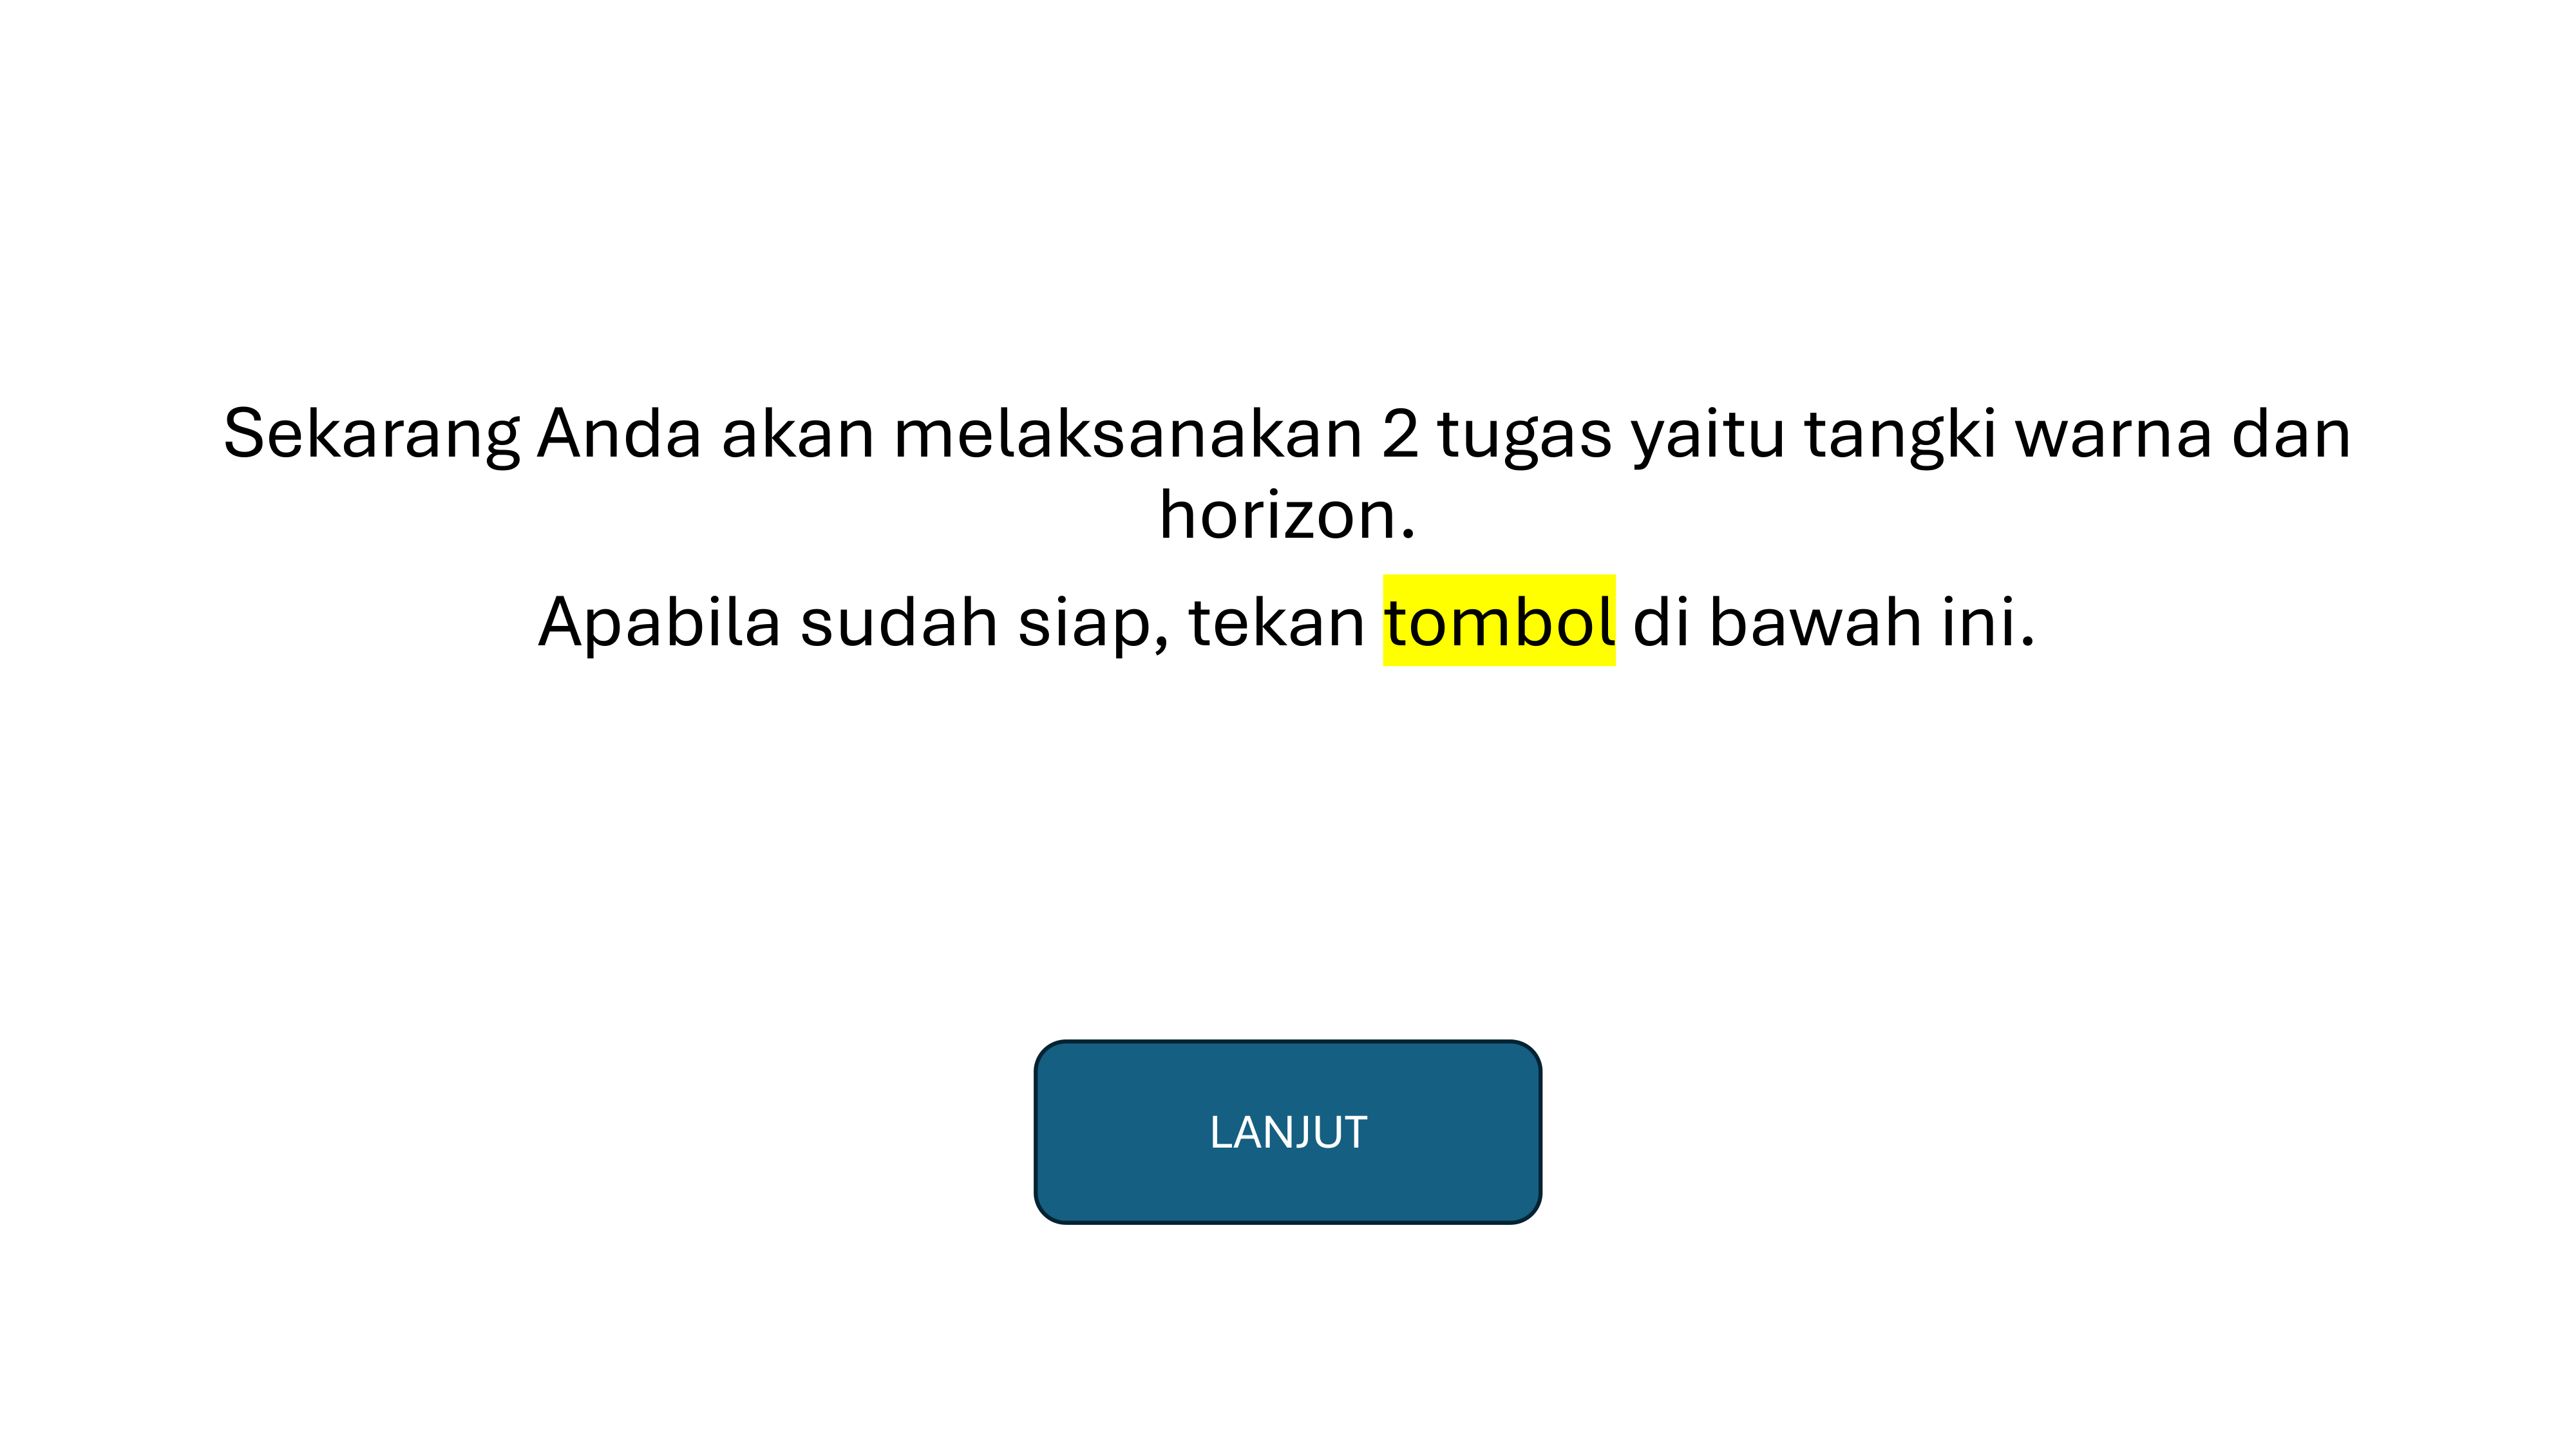 Sekarang Anda akan melaksanakan 2 tugas yaitu tangki warna dan
horizon.
Apabila sudah siap, tekan tombol di bawah ini.
LANJUT